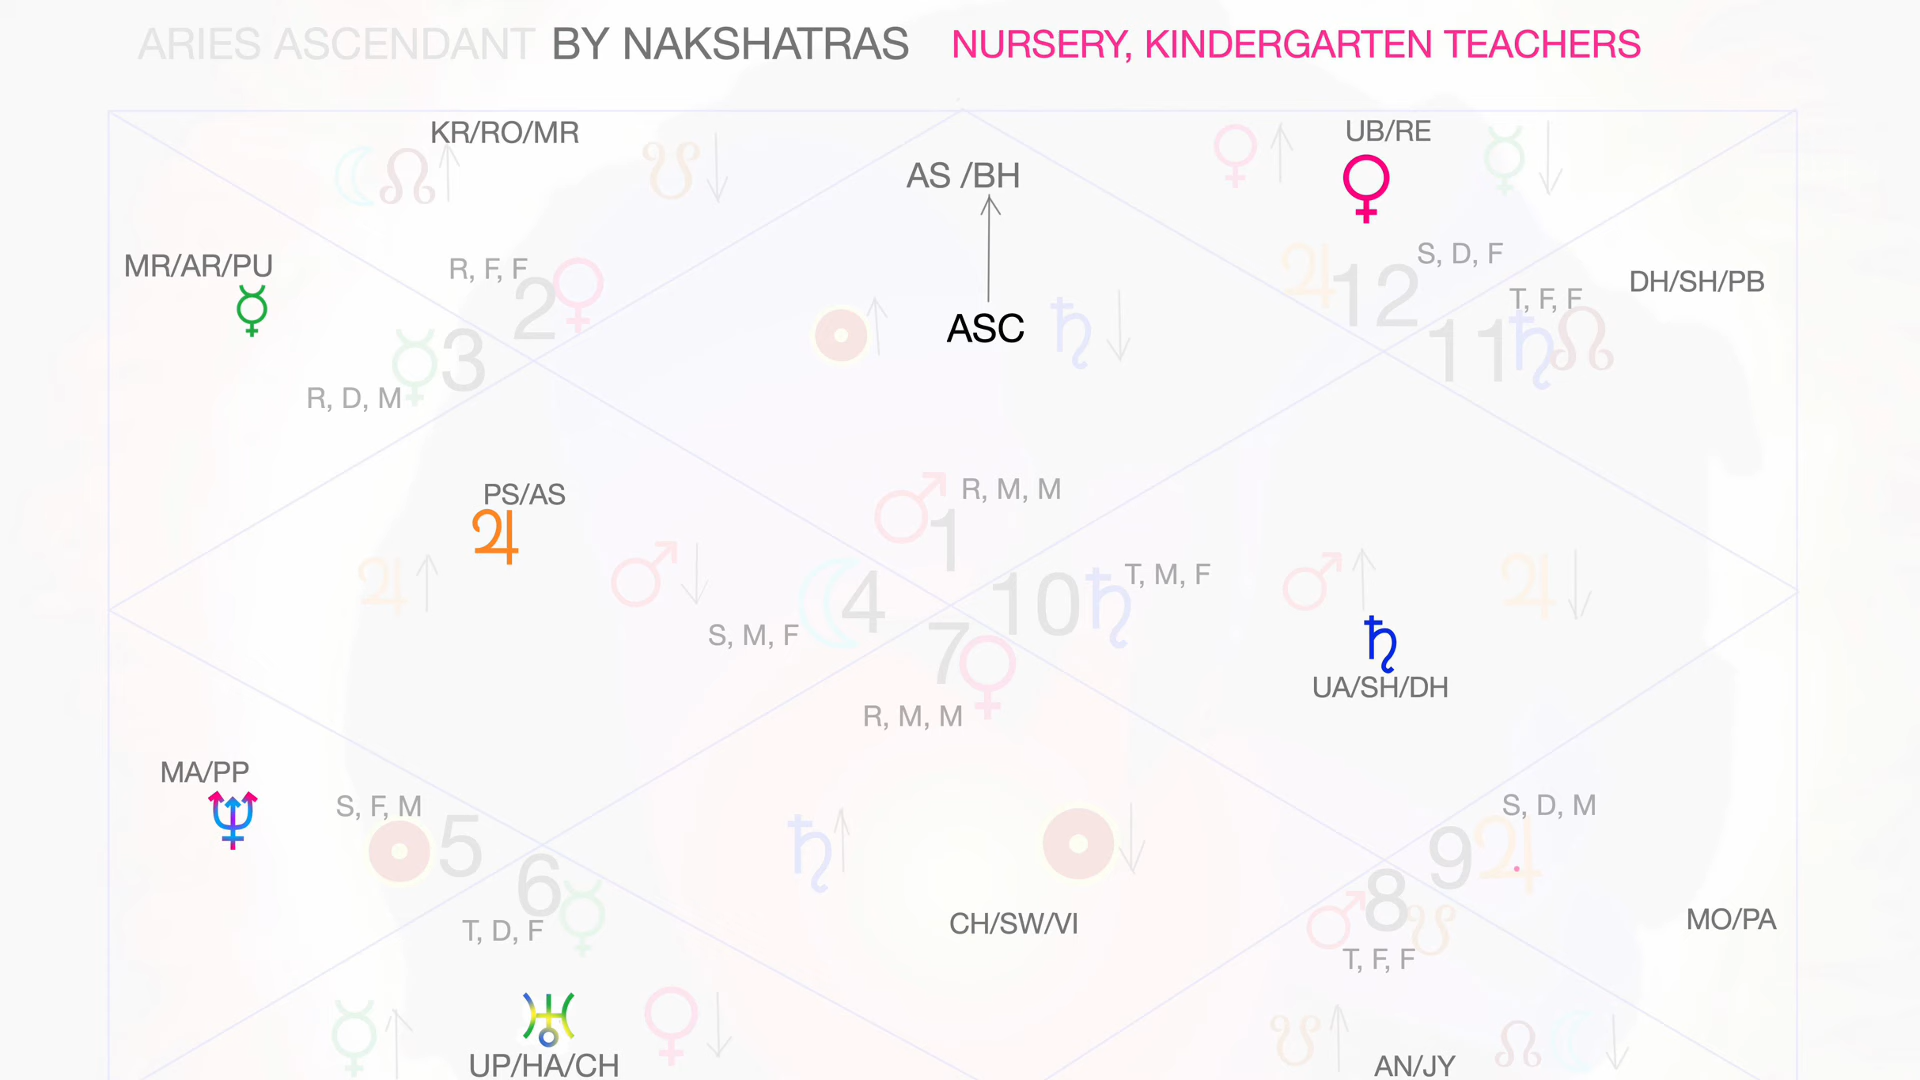 ARIES ASCENDANT BY NAKSHATRAS NURSERY, KINDERGARTEN TEACHERS
KR/RO/MR
AS /BH
UB/RE
MR/AR/PU
R, F, F
2
ASC
12
S, D, F
T, F, F
DH/SH/PB
3
11
R, D, M
PS/AS
R, M, M
1
4
10
T, M, F
S, M, F
7
R, M, M
UA/SH/DH
MA/PP
S, F, M
5
S, D, M
9
6
8
T, D, F
CH/SW/VI
MO/PA
T, F, F
UP/HA/CH
AN/JY